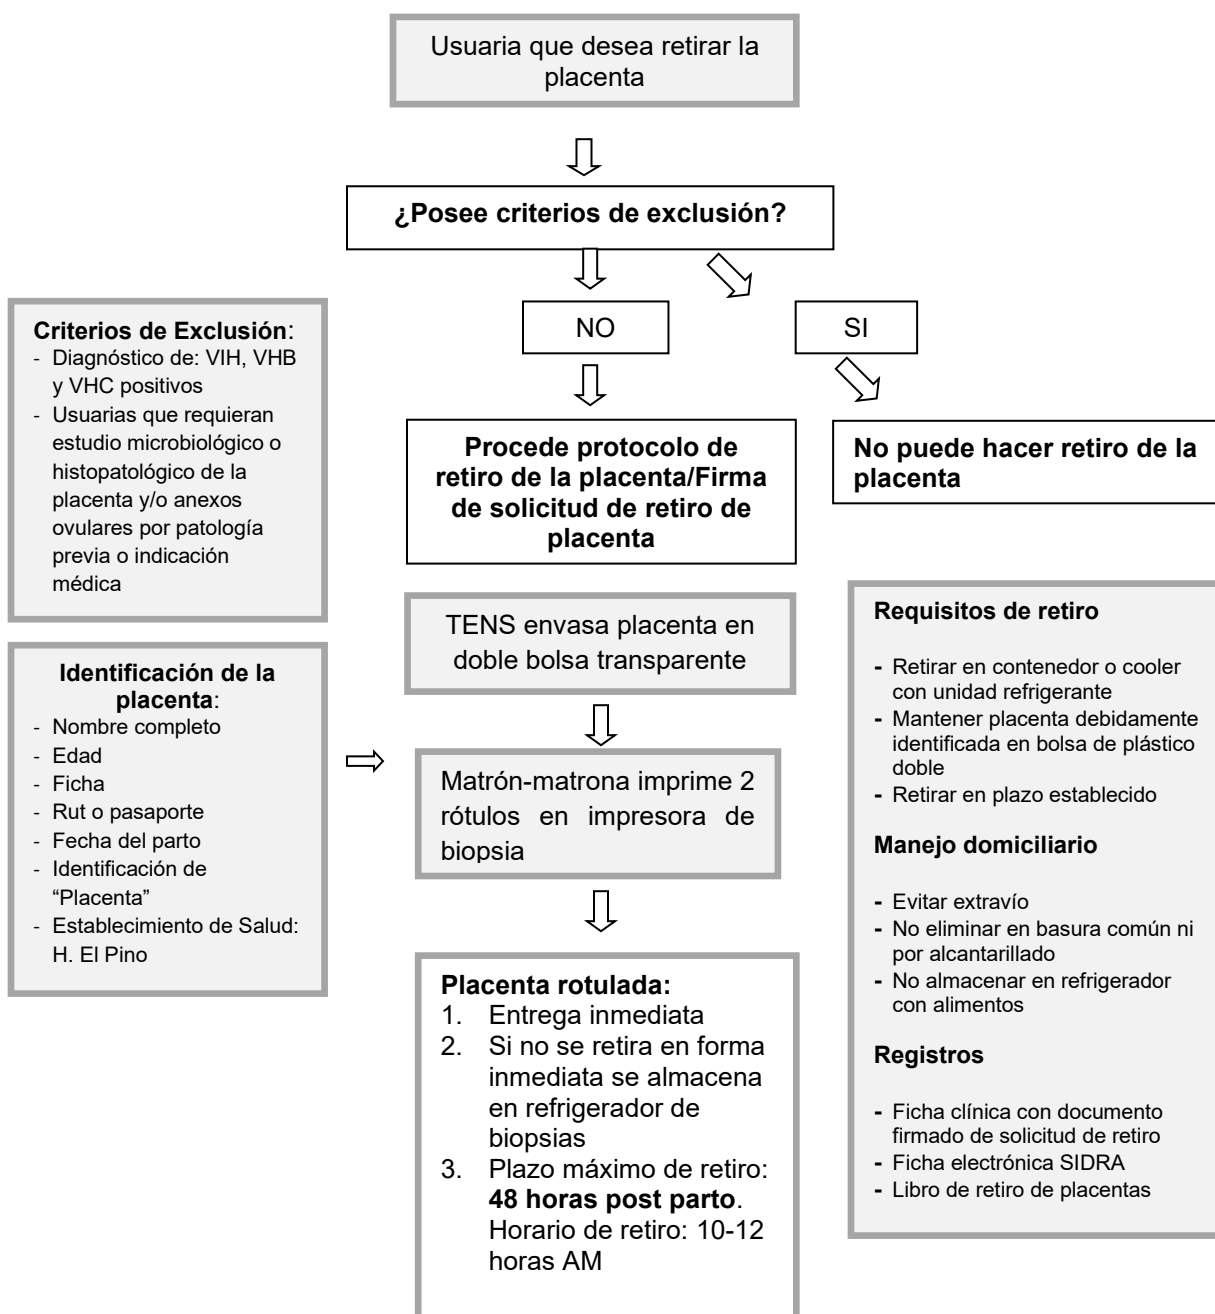 Usuaria que desea retirar la
placenta
¿Posee criterios de exclusión?
NO
SI
Criterios de Exclusión:
- Diagnóstico de: VIH, VHB
y VHC positivos
- Usuarias que requieran
estudio microbiológico o
histopatológico de la
placenta y/o anexos
ovulares por patología
previa o indicación
médica
Procede protocolo de
retiro de la placenta/Firma
de solicitud de retiro de
placenta
No puede hacer retiro de la
placenta
TENS envasa placenta en
doble bolsa transparente
Identificación de la
placenta:
- Nombre completo
- Edad
- Ficha
- Rut o pasaporte
- Fecha del parto
- Identificación de
“Placenta”
- Establecimiento de Salud:
H. El Pino
Matrón-matrona imprime 2
rótulos en impresora de
biopsia
Placenta rotulada:
1. Entrega inmediata
2. Si no se retira en forma
inmediata se almacena
en refrigerador de
biopsias
3. Plazo máximo de retiro:
48 horas post parto.
Horario de retiro: 10-12
horas AM
Requisitos de retiro
- Retirar en contenedor o cooler
con unidad refrigerante
- Mantener placenta debidamente
identificada en bolsa de plástico
doble
- Retirar en plazo establecido
Manejo domiciliario
- Evitar extravío
- No eliminar en basura común ni
por alcantarillado
- No almacenar en refrigerador
con alimentos
Registros
- Ficha clínica con documento
firmado de solicitud de retiro
- Ficha electrónica SIDRA
- Libro de retiro de placentas